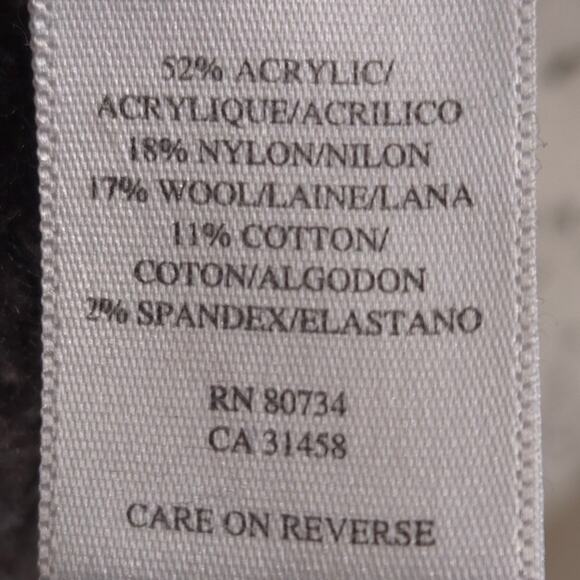 52% ACRYLIC/
ACRYLIQUE/ACRILICO
18% NYLON/NILON
17% WOOL/LAINE/LANA
11% COTTON/
COTON/ALGODON
2% SPANDEX/ELASTANO
RN 80734
CA 31458
CARE ON REVERSE